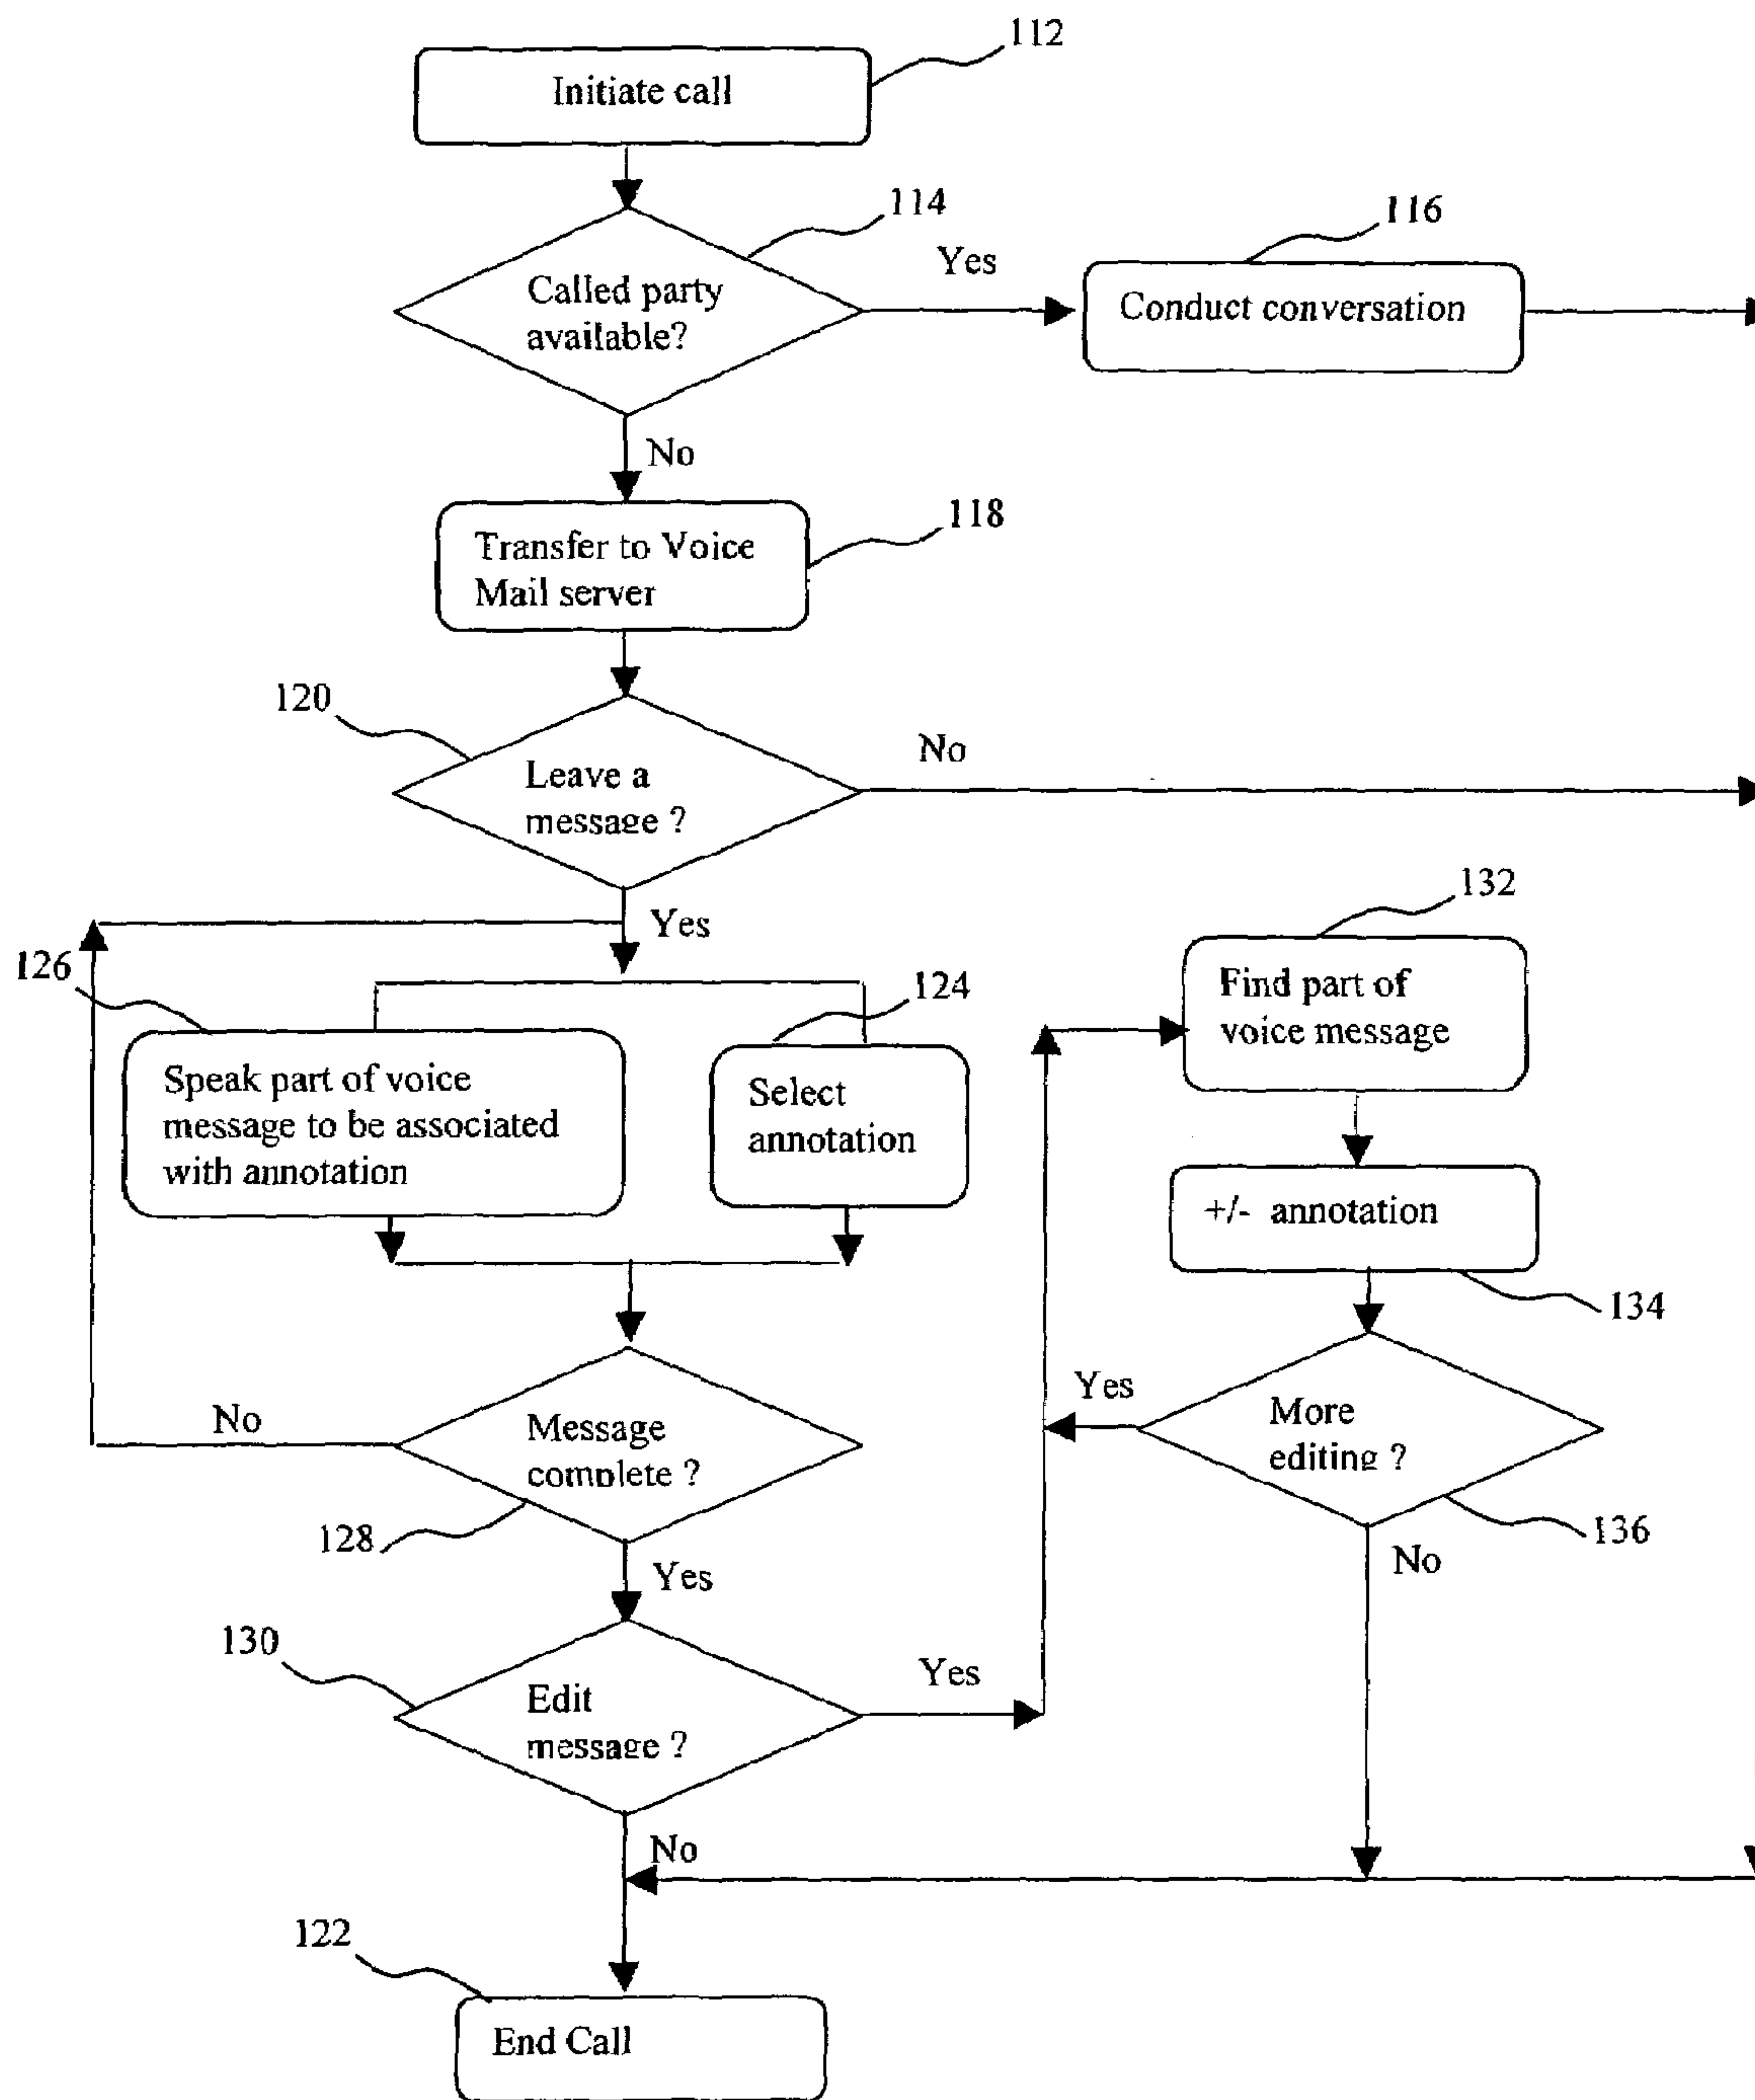 112
Initiate call
114
Yes
116
Called party
available?
Conduct conversation
No
118
Transfer to Voice
Mail server
120
No
Leave a
message ?
Yes
132
126
124
Find part of
voice message
Speak part of voice
message to be associated
with annotation
Select
annotation
+/- annotation
134
Yes
No
More
editing ?
Message
complete ?
128
136
No
Yes
130
Yes
Edit
message ?
No
122
End Call